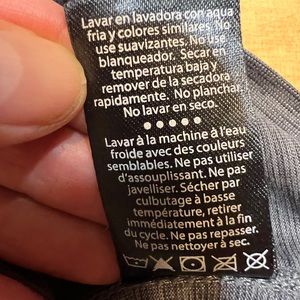 Lavar en lavadora con agua
fria y colores similares. No
use suavizantes. No use
blanqueador. Secar en
temperatura baja y
remover de la secadora
rapidamente. No planchar.
No lavar en seco.
Lavar à la machine à l'eau
froide avec des couleurs
semblables. Ne pas utiliser
d'assouplissant. Ne pas
javelliser. Sécher par
culbutage à basse
température, retirer
immédiatement à la fin
du cycle. Ne pas repasser.
Ne pas nettoyer à sec.